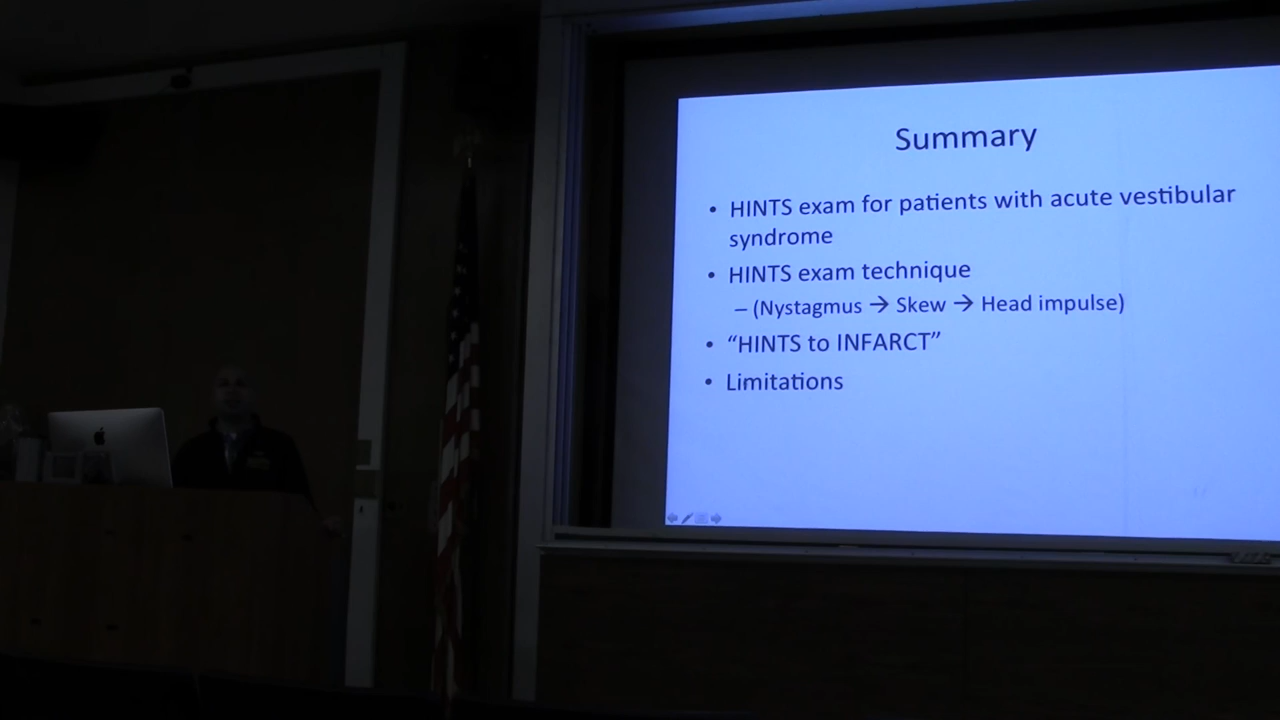 Summary
• HINTS exam for patients with acute vestibular
syndrome
• HINTS exam technique
– (Nystagmus → Skew → Head impulse)
• “HINTS to INFARCT”
• Limitations